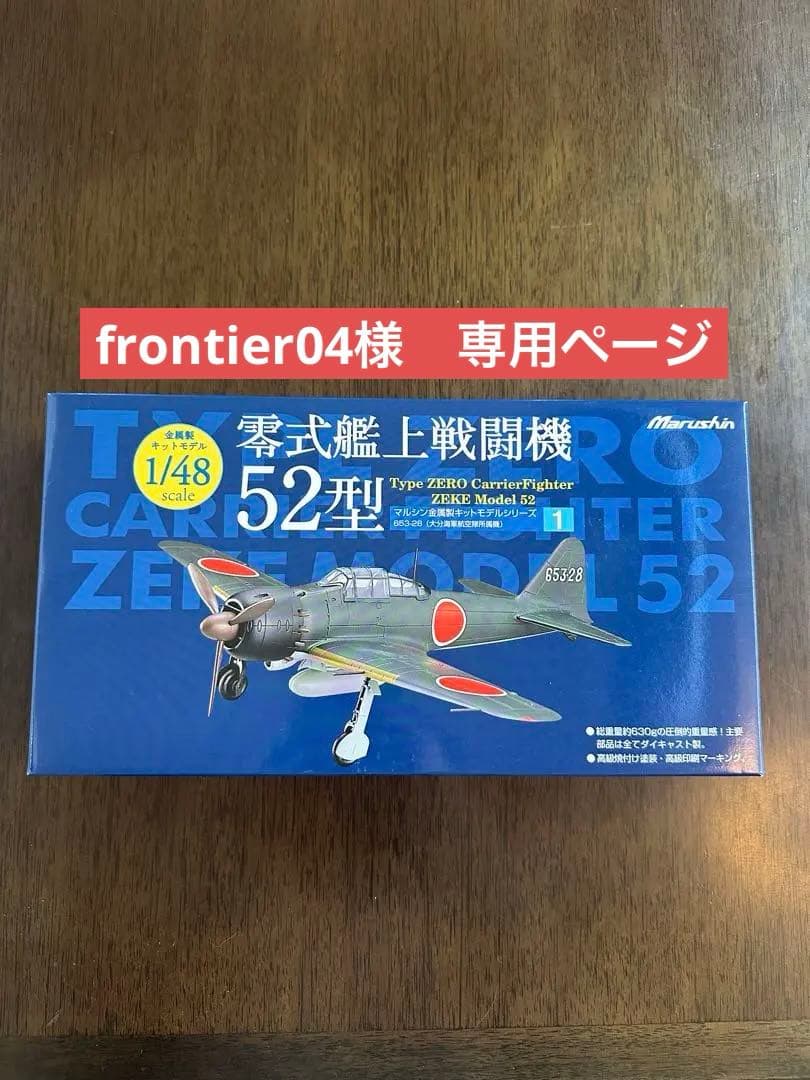 frontier04様　専用ページ
TYPE ZERO
CARRIER FIGHTER
ZEKE MODEL 52
金属製
キットモデル
1/48
scale
零式艦上戦闘機
52型
Type ZERO CarrierFighter
ZEKE Model 52
マルシン金属製キットモデルシリーズ 1
653-28（大分海軍航空隊所属機）
Marushin
653-28
●総重量約630gの圧倒的重量感！主要
部品は全てダイキャスト製。
●高級焼付け塗装・高級印刷マーキング。